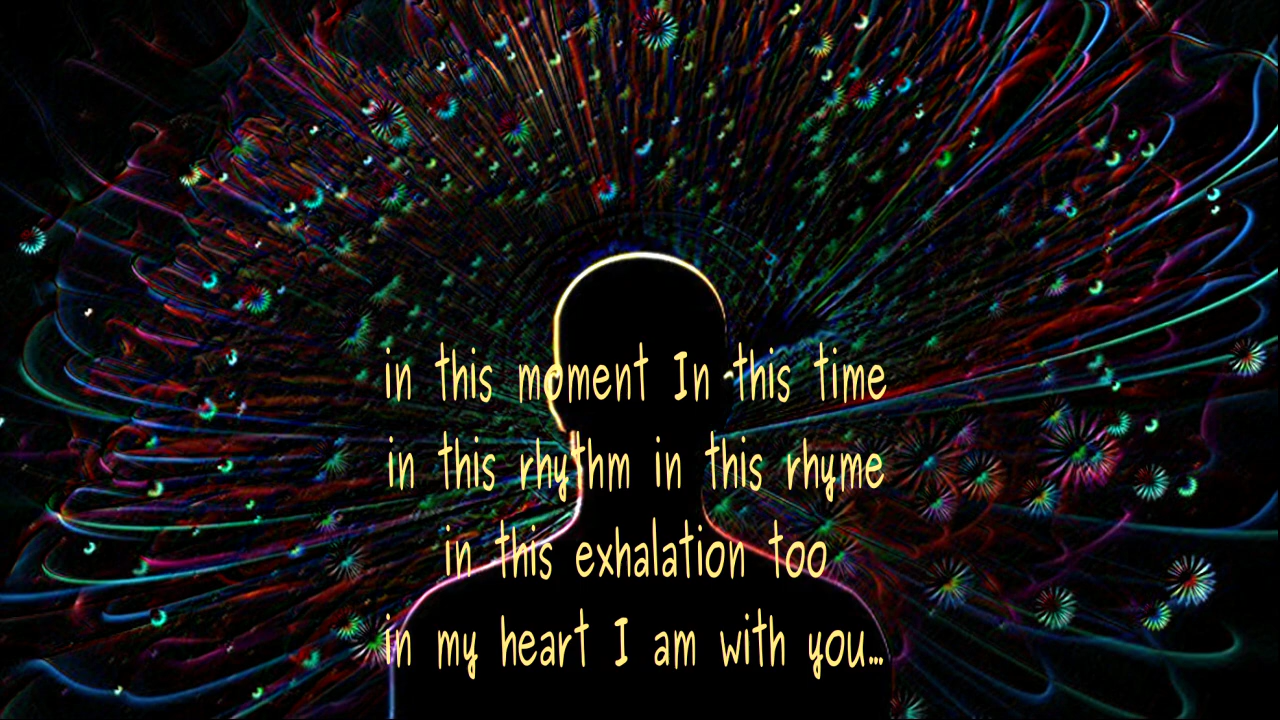 in this moment In this time
in this rhythm in this rhyme
in this exhalation too
in my heart I am with you...